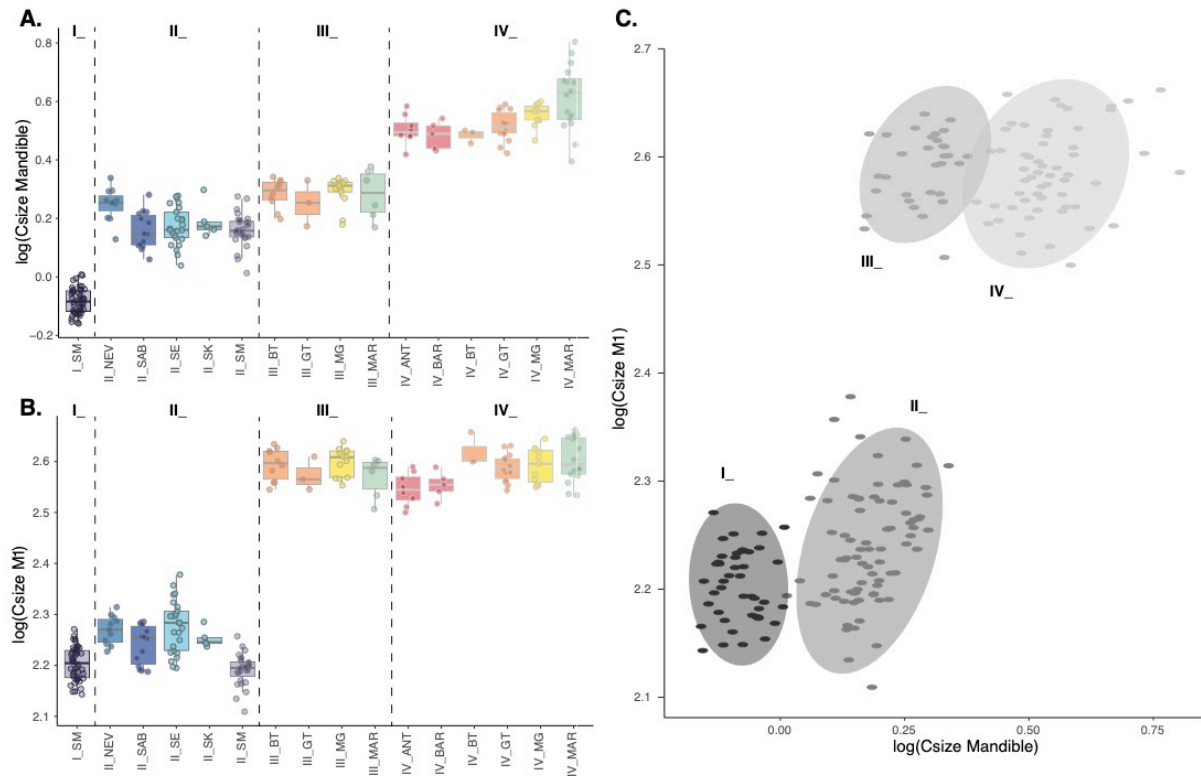 A.
I_ II_ III_ IV_
log(Csize Mandible)
0.8
0.6
0.4
0.2
0.0
−0.2
I_SM II_NEV II_SAB II_SE II_SK II_SM III_BT III_GT III_MG III_MAR IV_ANT IV_BAR IV_BT IV_GT IV_MG IV_MAR
B.
I_ II_ III_ IV_
log(Csize M1)
2.6
2.5
2.4
2.3
2.2
2.1
I_SM II_NEV II_SAB II_SE II_SK II_SM III_BT III_GT III_MG III_MAR IV_ANT IV_BAR IV_BT IV_GT IV_MG IV_MAR
C.
log(Csize M1)
2.7
2.6
2.5
2.4
2.3
2.2
2.1
III_
IV_
II_
I_
0.00 0.25 0.50 0.75
log(Csize Mandible)